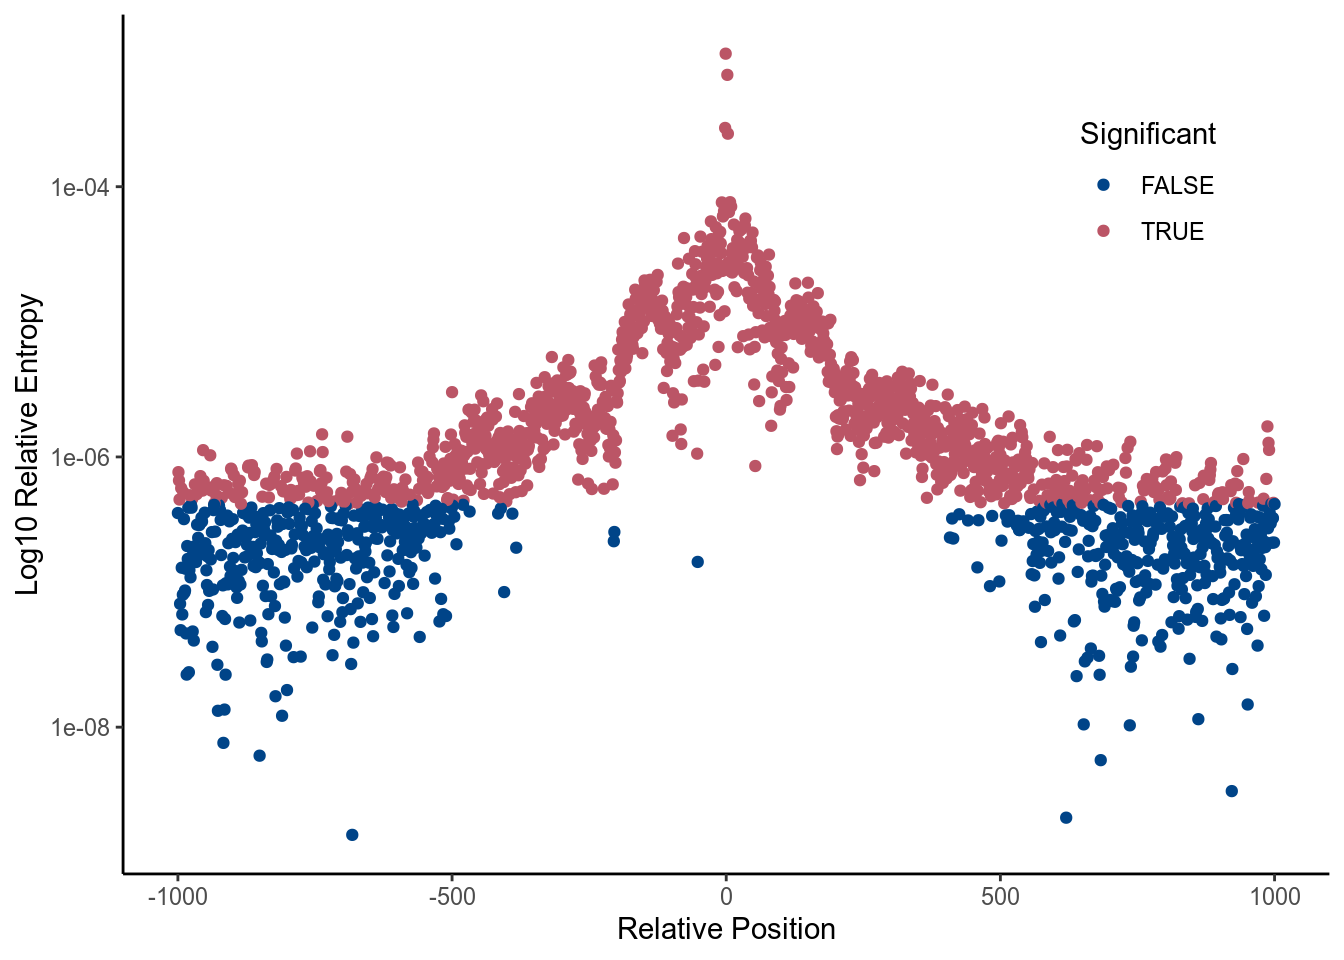 Significant
FALSE
TRUE
Log10 Relative Entropy
1e-04
1e-06
1e-08
-1000
-500
0
500
1000
Relative Position